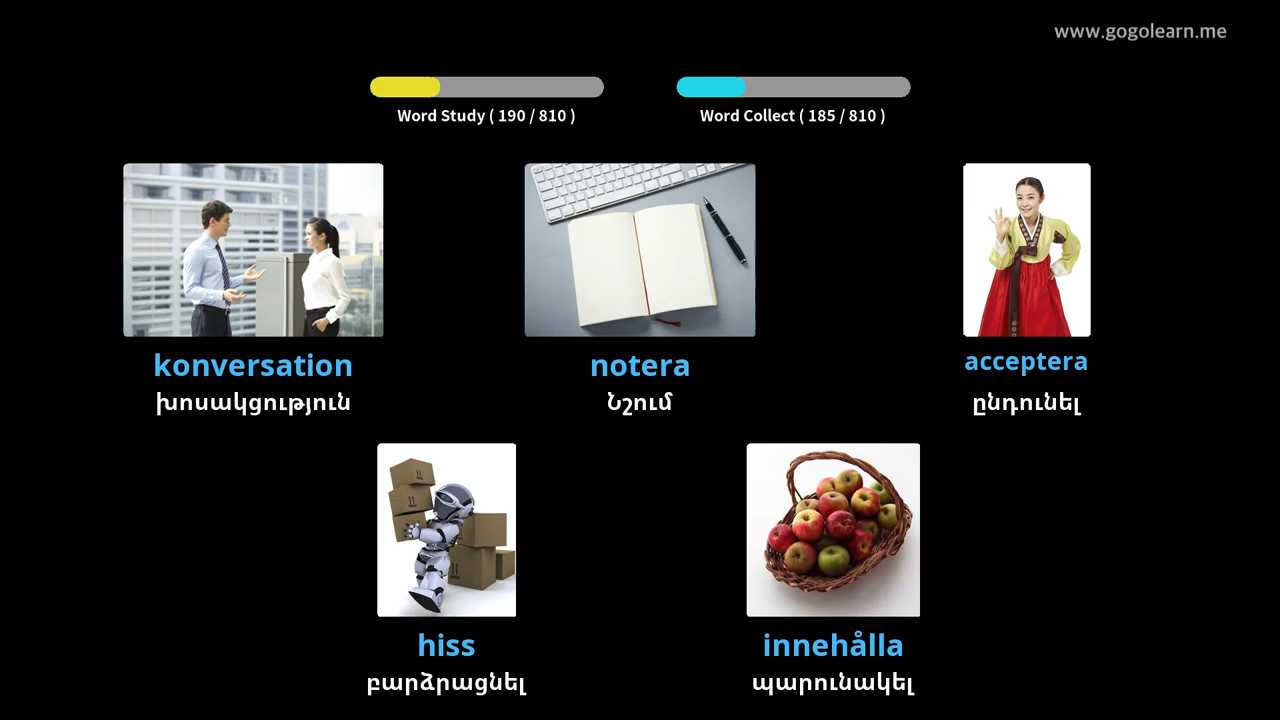 www.gogolearn.me
Word Study ( 190 / 810 )
Word Collect ( 185 / 810 )
konversation
խոսակցություն
notera
Նշում
acceptera
ընդունել
hiss
բարձրացնել
innehålla
պարունակել